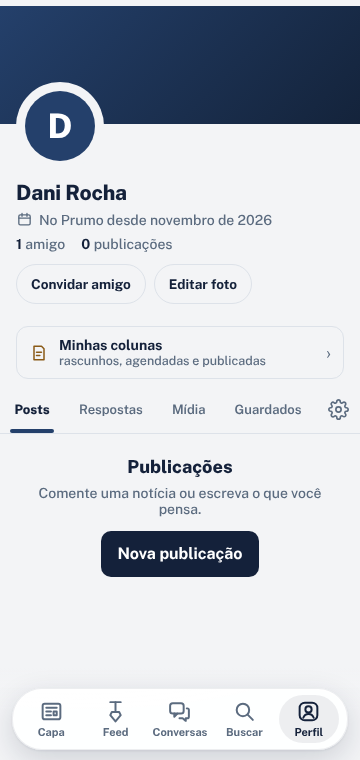 D
Dani Rocha
No Prumo desde novembro de 2026
1 amigo 0 publicações
Convidar amigo Editar foto
Minhas colunas
rascunhos, agendadas e publicadas
Posts Respostas Mídia Guardados
Publicações
Comente uma notícia ou escreva o que você
pensa.
Nova publicação
Capa Feed Conversas Buscar Perfil